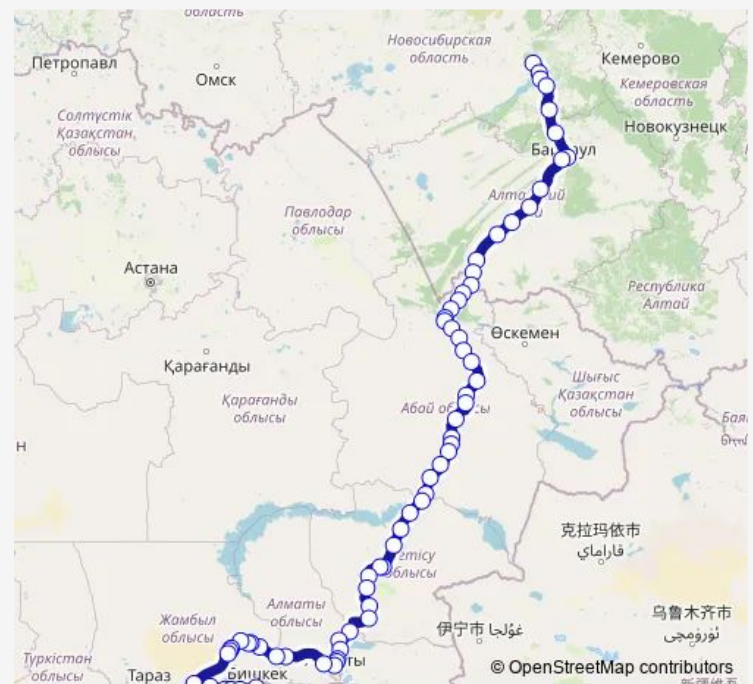 область
Новосибирская
область
Петропавл
Омск
Кемерово
Кемеровская
область
Солтүстік
Қазақстан
облысы
Новокузнецк
Павлодар
облысы
Астана
Республика
Алтай
Өскемен
Қарағанды
Қарағанды
облысы
Шығыс
Қазақстан
облысы
н
克拉玛依市
قاراماي
Алматы
облысы
Жамбыл
облысы
伊宁市 غۇلجا
乌鲁木齐市
ئۈرۈمچى
Түркістан
облысы
Тараз
Бишкек
© OpenStreetMap contributors